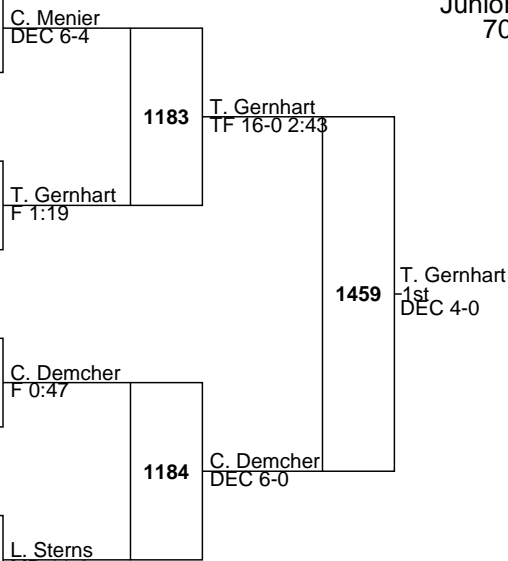 Junior
70
C. Menier
DEC 6-4
1183
T. Gernhart
TF 16-0 2:43
T. Gernhart
F 1:19
1459
T. Gernhart
1st
DEC 4-0
C. Demcher
F 0:47
1184
C. Demcher
DEC 6-0
L. Sterns